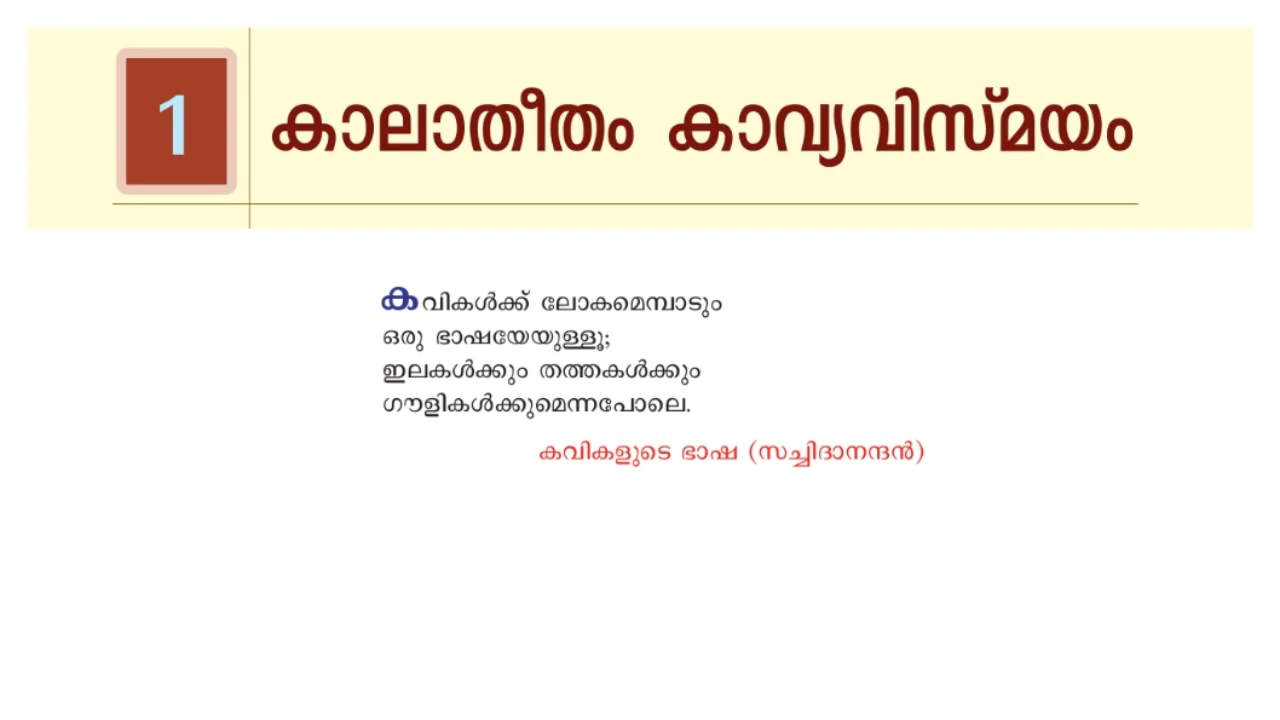 1
കാലാതീതം കാവ്യവിസ്മയം
കവികൾക്ക് ലോകമെമ്പാടും
ഒരു ഭാഷയേയുള്ളൂ;
ഇലകൾക്കും തത്തകൾക്കും
ഗൗളികൾക്കുമെന്നപോലെ.
കവികളുടെ ഭാഷ (സച്ചിദാനന്ദൻ)